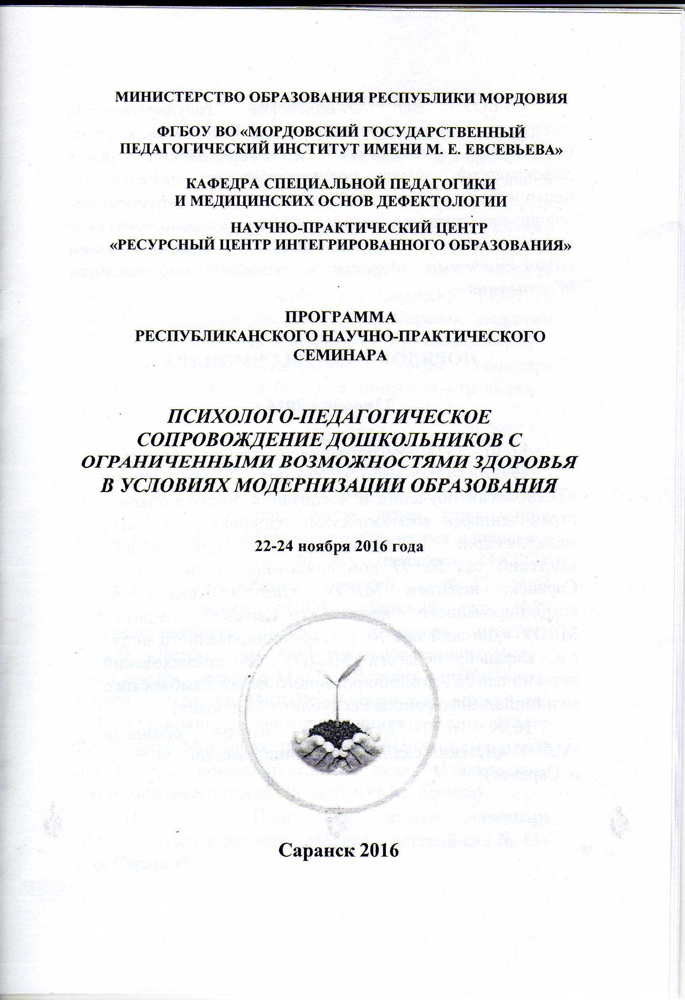 МИНИСТЕРСТВО ОБРАЗОВАНИЯ РЕСПУБЛИКИ МОРДОВИЯ
ФГБОУ ВО «МОРДОВСКИЙ ГОСУДАРСТВЕННЫЙ
ПЕДАГОГИЧЕСКИЙ ИНСТИТУТ ИМЕНИ М. Е. ЕВСЕВЬЕВА»
КАФЕДРА СПЕЦИАЛЬНОЙ ПЕДАГОГИКИ
И МЕДИЦИНСКИХ ОСНОВ ДЕФЕКТОЛОГИИ
НАУЧНО-ПРАКТИЧЕСКИЙ ЦЕНТР
«РЕСУРСНЫЙ ЦЕНТР ИНТЕГРИРОВАННОГО ОБРАЗОВАНИЯ»
ПРОГРАММА
РЕСПУБЛИКАНСКОГО НАУЧНО-ПРАКТИЧЕСКОГО
СЕМИНАРА
ПСИХОЛОГО-ПЕДАГОГИЧЕСКОЕ
СОПРОВОЖДЕНИЕ ДОШКОЛЬНИКОВ С
ОГРАНИЧЕННЫМИ ВОЗМОЖНОСТЯМИ ЗДОРОВЬЯ
В УСЛОВИЯХ МОДЕРНИЗАЦИИ ОБРАЗОВАНИЯ
22-24 ноября 2016 года
Саранск 2016